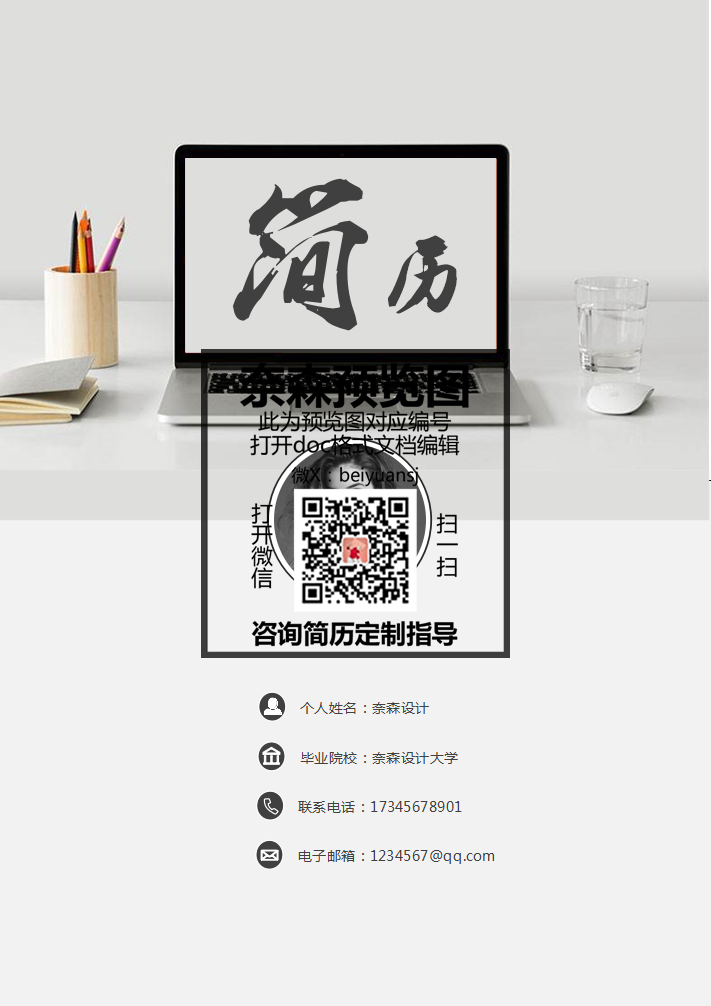 简历
奈森预览图
此为预览图对应编号
打开doc格式文档编辑
微X：beiyuansj
打开微信
扫一扫
咨询简历定制指导
个人姓名：奈森设计
毕业院校：奈森设计大学
联系电话：17345678901
电子邮箱：1234567@qq.com